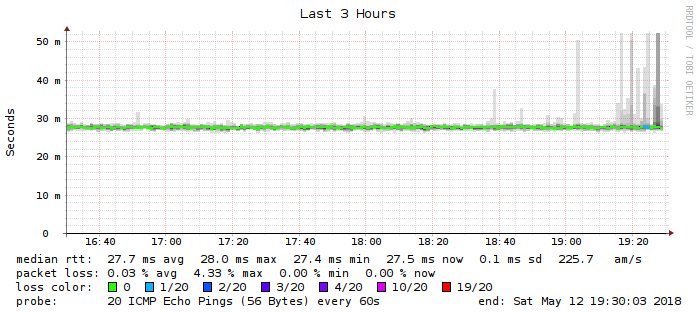 Last 3 Hours
RRDTOOL / TOBI OETIKER
Seconds
50 m
40 m
30 m
20 m
10 m
0
16:40 17:00 17:20 17:40 18:00 18:20 18:40 19:00 19:20
median rtt: 27.7 ms avg 28.0 ms max 27.4 ms min 27.5 ms now 0.1 ms sd 225.7 am/s
packet loss: 0.03 % avg 4.33 % max 0.00 % min 0.00 % now
loss color: 0 1/20 2/20 3/20 4/20 10/20 19/20
probe: 20 ICMP Echo Pings (56 Bytes) every 60s end: Sat May 12 19:30:03 2018